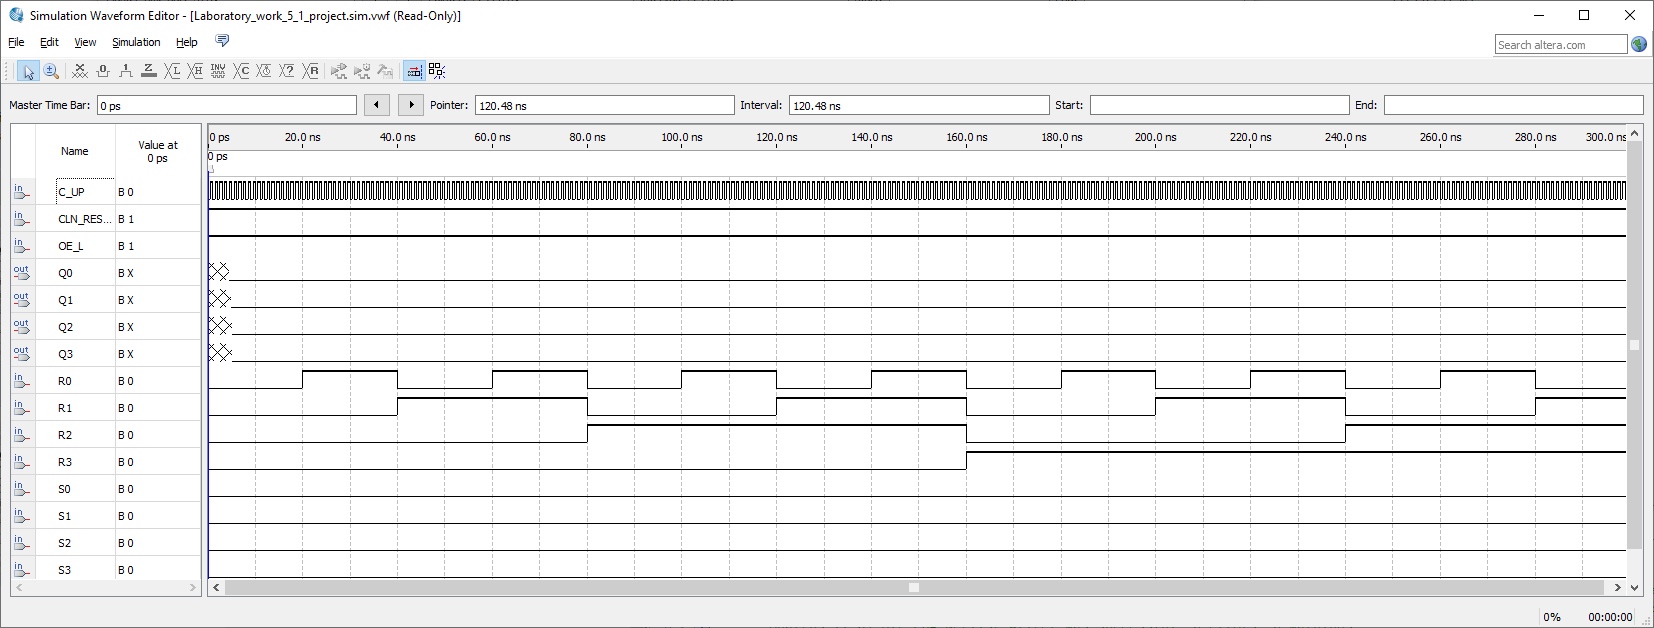 Simulation Waveform Editor - [Laboratory_work_5_1_project.sim.vwf (Read-Only)]
File Edit View Simulation Help
Search altera.com
Master Time Bar: 0 ps Pointer: 120.48 ns Interval: 120.48 ns Start: End:
Name Value at 0 ps
0 ps 20.0 ns 40.0 ns 60.0 ns 80.0 ns 100.0 ns 120.0 ns 140.0 ns 160.0 ns 180.0 ns 200.0 ns 220.0 ns 240.0 ns 260.0 ns 280.0 ns 300.0 ns
0 ps
in C_UP B 0
in CLN_RES... B 1
in OE_L B 1
out Q0 B X
out Q1 B X
out Q2 B X
out Q3 B X
in R0 B 0
in R1 B 0
in R2 B 0
in R3 B 0
in S0 B 0
in S1 B 0
in S2 B 0
in S3 B 0
0% 00:00:00